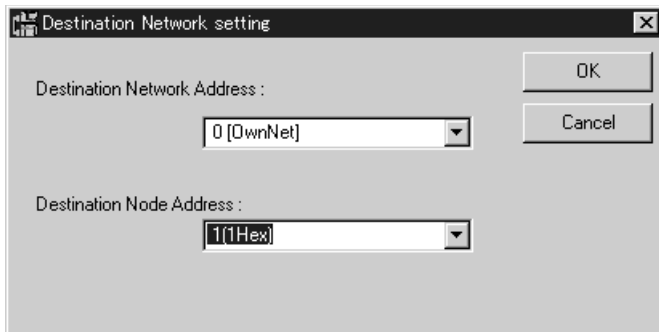 Destination Network setting
OK
Destination Network Address :
Cancel
0 [OwnNet]
Destination Node Address :
1(1Hex)